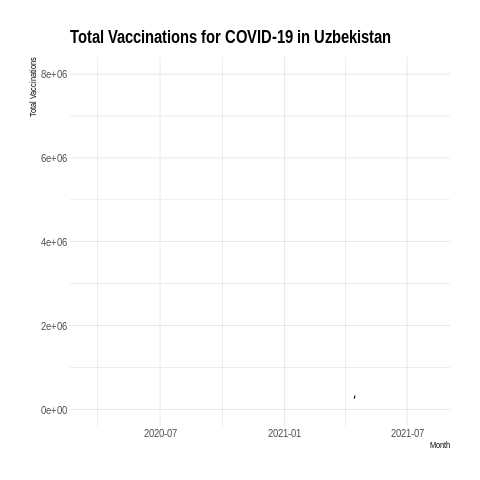 Total Vaccinations for COVID-19 in Uzbekistan
Total Vaccinations
8e+06
6e+06
4e+06
2e+06
0e+00
2020-07
2021-01
2021-07
Month